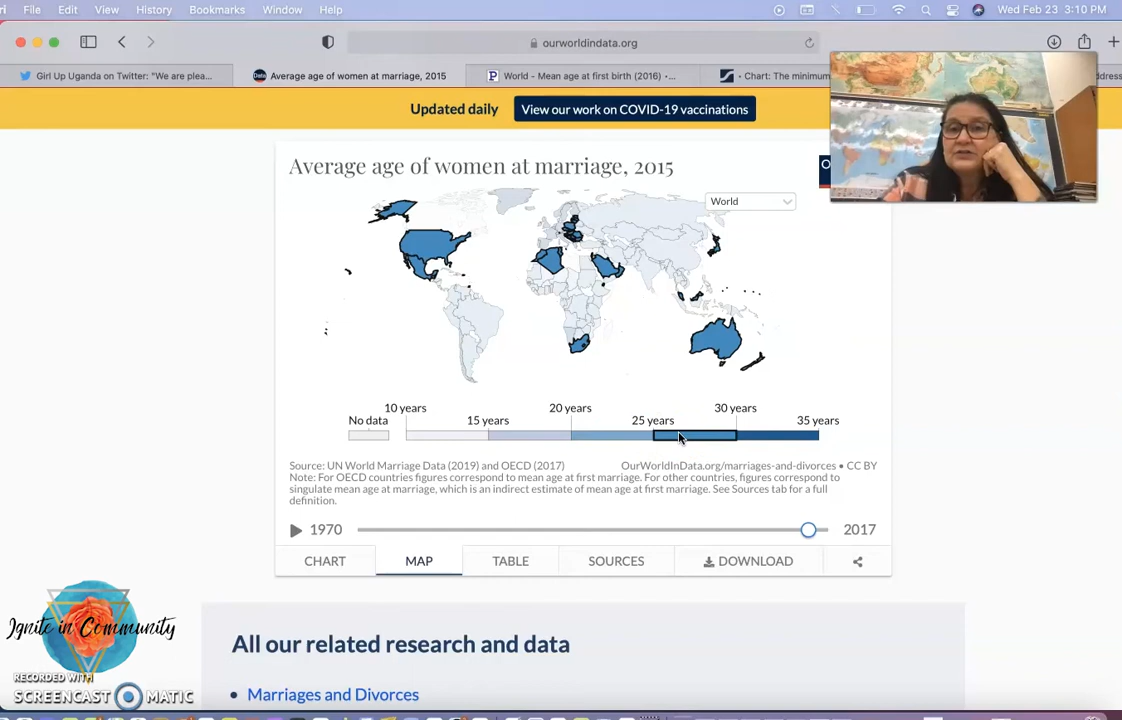 File Edit View History Bookmarks Window Help Wed Feb 23 3:10 PM
ourworldindata.org
Girl Up Uganda on Twitter: "We are plea... Average age of women at marriage, 2015 World - Mean age at first birth (2016) •... • Chart: The minimum
Updated daily View our work on COVID-19 vaccinations
Average age of women at marriage, 2015
World
10 years 20 years 30 years
No data 15 years 25 years 35 years
Source: UN World Marriage Data (2019) and OECD (2017) OurWorldInData.org/marriages-and-divorces • CC BY
Note: For OECD countries figures correspond to mean age at first marriage. For other countries, figures correspond to
singulate mean age at marriage, which is an indirect estimate of mean age at first marriage. See Sources tab for a full
definition.
1970 2017
CHART MAP TABLE SOURCES DOWNLOAD
Ignite in Community
All our related research and data
RECORDED WITH
SCREENCAST MATIC
• Marriages and Divorces